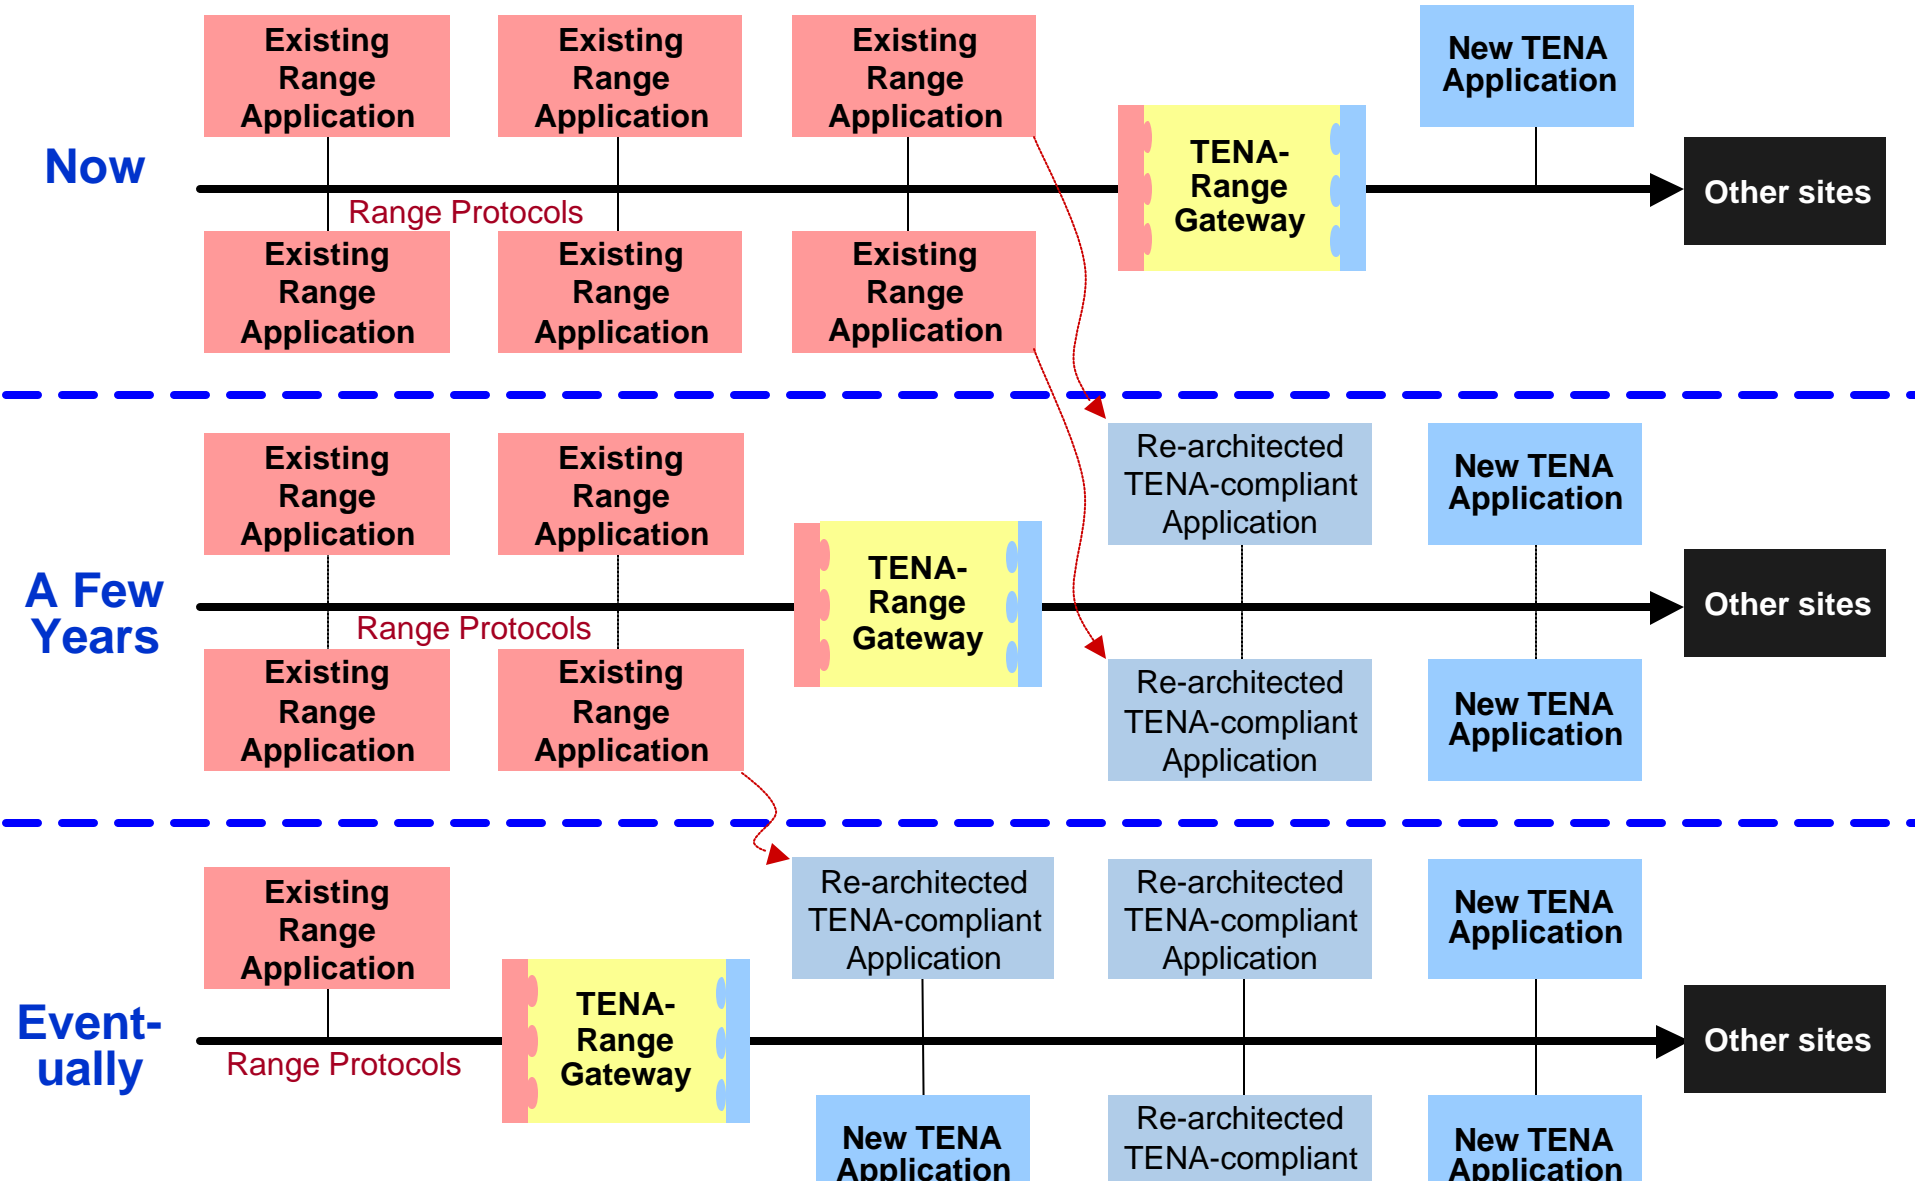 Existing
Range
Application
Existing
Range
Application
Existing
Range
Application
New TENA
Application
Now
TENA-
Range
Gateway
Other sites
Range Protocols
Existing
Range
Application
Existing
Range
Application
Existing
Range
Application
Existing
Range
Application
Existing
Range
Application
Re-architected
TENA-compliant
Application
New TENA
Application
A Few
Years
TENA-
Range
Gateway
Other sites
Range Protocols
Existing
Range
Application
Existing
Range
Application
Re-architected
TENA-compliant
Application
New TENA
Application
Existing
Range
Application
Re-architected
TENA-compliant
Application
Re-architected
TENA-compliant
Application
New TENA
Application
Event-
ually
TENA-
Range
Gateway
Other sites
Range Protocols
New TENA
Application
Re-architected
TENA-compliant
New TENA
Application